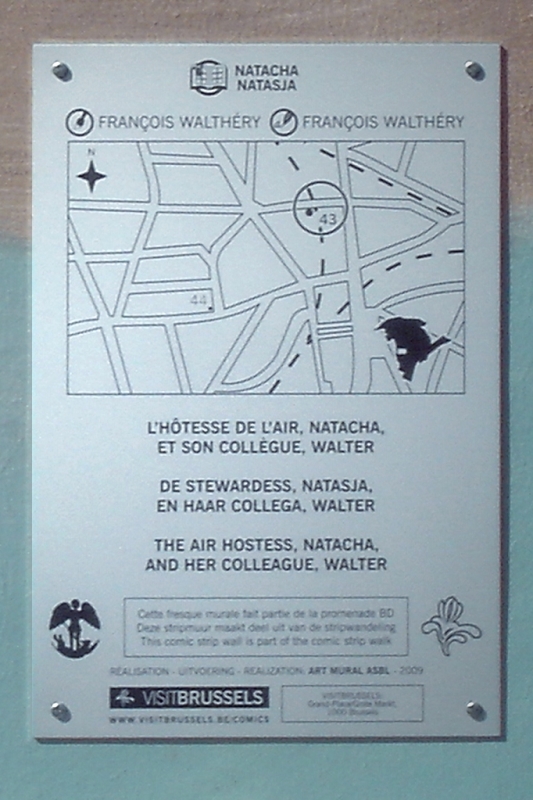 NATACHA
NATASJA
FRANÇOIS WALTHÉRY FRANÇOIS WALTHÉRY
N
43
44
L'HÔTESSE DE L'AIR, NATACHA,
ET SON COLLÈGUE, WALTER
DE STEWARDESS, NATASJA,
EN HAAR COLLEGA, WALTER
THE AIR HOSTESS, NATACHA,
AND HER COLLEAGUE, WALTER
Cette fresque murale fait partie de la promenade BD
Deze stripmuur maakt deel uit van de stripwandeling
This comic strip wall is part of the comic strip walk
RÉALISATION - UITVOERING - REALIZATION: ART MURAL ASBL - 2009
VISITBRUSSELS
WWW.VISITBRUSSELS.BE/COMICS
VISITBRUSSELS:
Grand-Place/Grote Markt,
1000 Brussels